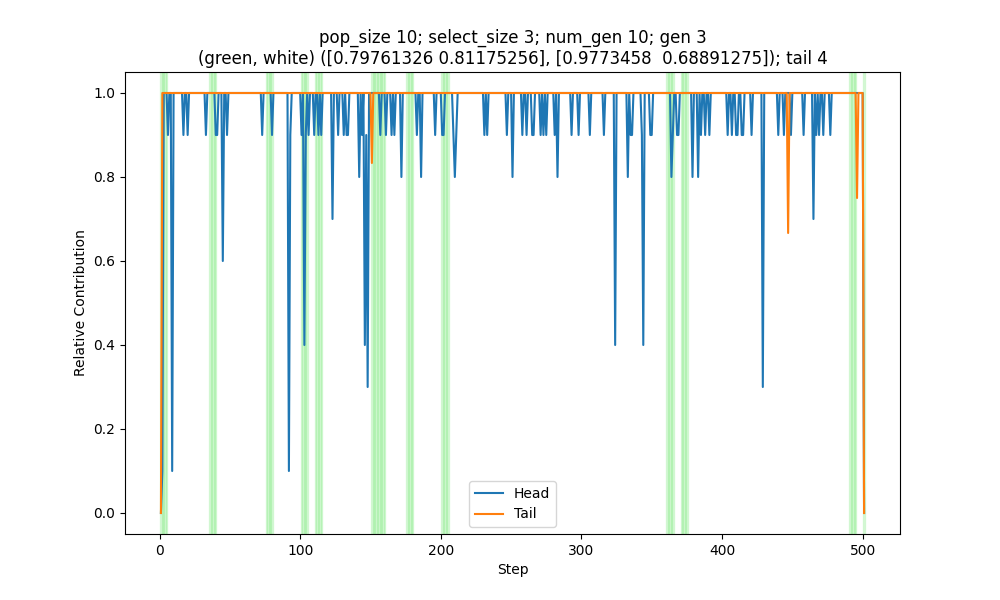 pop_size 10; select_size 3; num_gen 10; gen 3
(green, white) ([0.79761326 0.81175256], [0.9773458  0.68891275]); tail 4
1.0
0.8
0.6
0.4
0.2
0.0
Relative Contribution
Head
Tail
0 100 200 300 400 500
Step